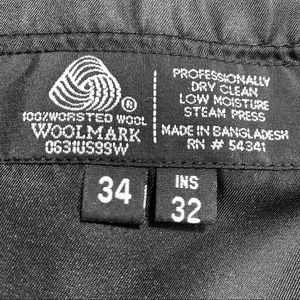 ®
100%WORSTED WOOL
WOOLMARK
0631US99W
PROFESSIONALLY
DRY CLEAN
LOW MOISTURE
STEAM PRESS
MADE IN BANGLADESH
RN # 54341
34
INS
32